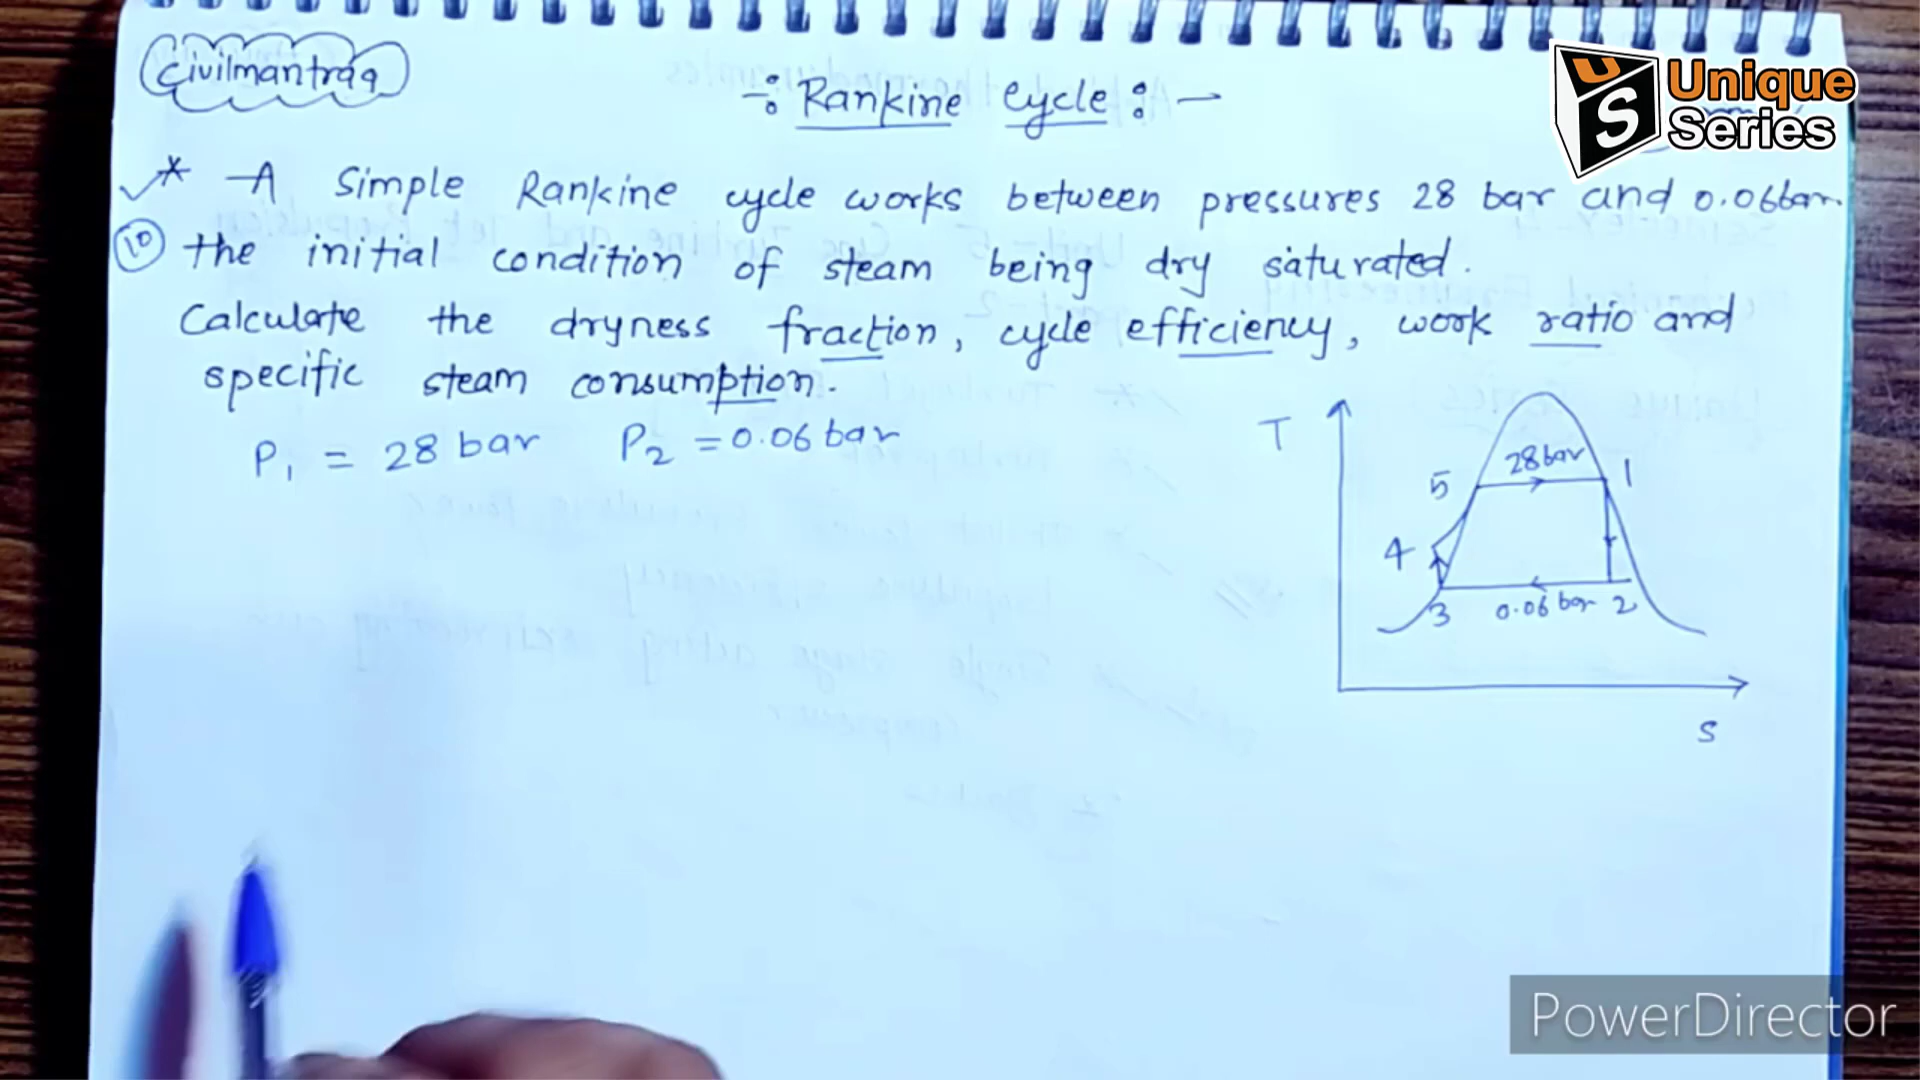 civilmantraa
÷ Rankine Cycle :-
* A Simple Rankine cycle works between pressures 28 bar and 0.06 bar.
10 the initial condition of steam being dry saturated.
Calculate the dryness fraction, cycle efficiency, work ratio and
specific steam consumption.
P1 = 28 bar P2 = 0.06 bar
T
28 bar
5
1
4
3
0.06 bar
2
S
US
Unique
Series
PowerDirector